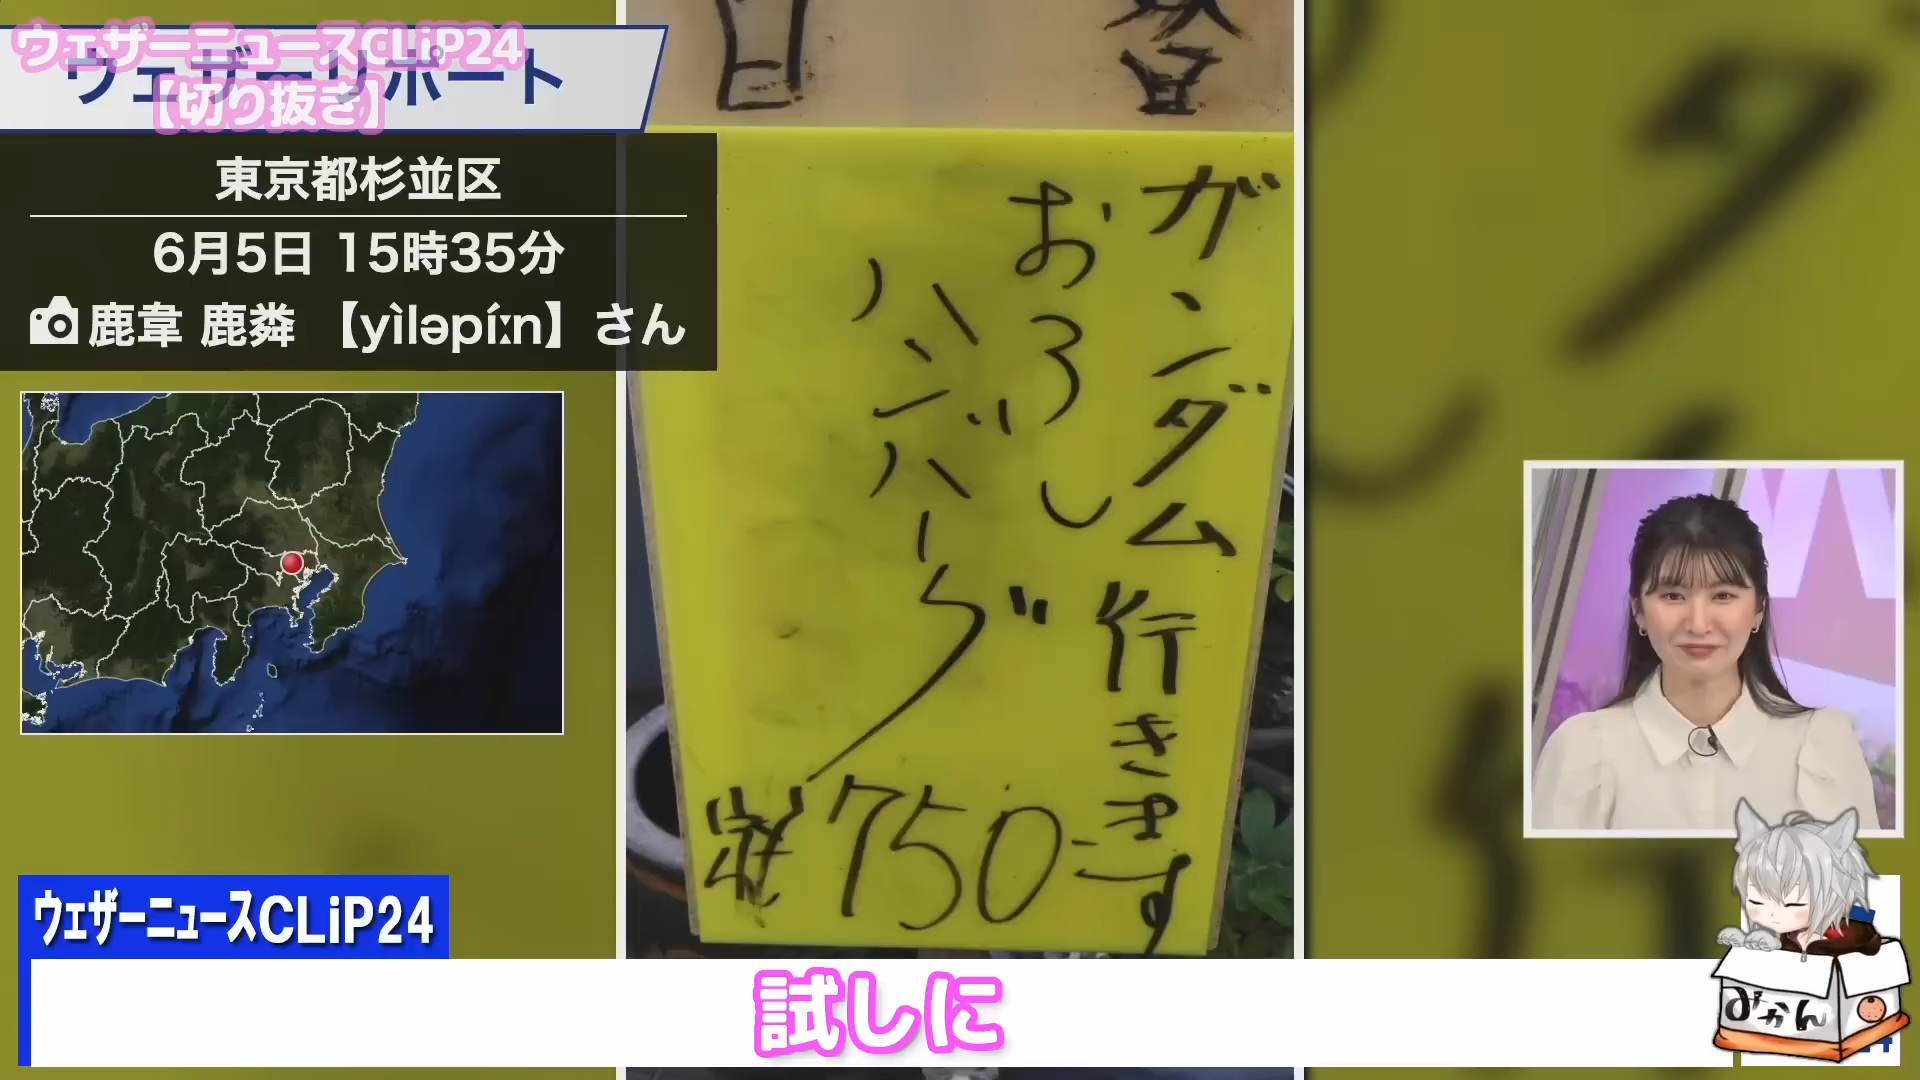 ウェザーニュースCLiP24
【切り抜き】
ウェザーリポート
東京都杉並区
6月5日 15時35分
鹿韋 鹿粦 【yìləpíːn】さん
ガンダム行きます
おろし
ハンバーグ
750-
ウェザーニュースCLiP24
試しに
みかん